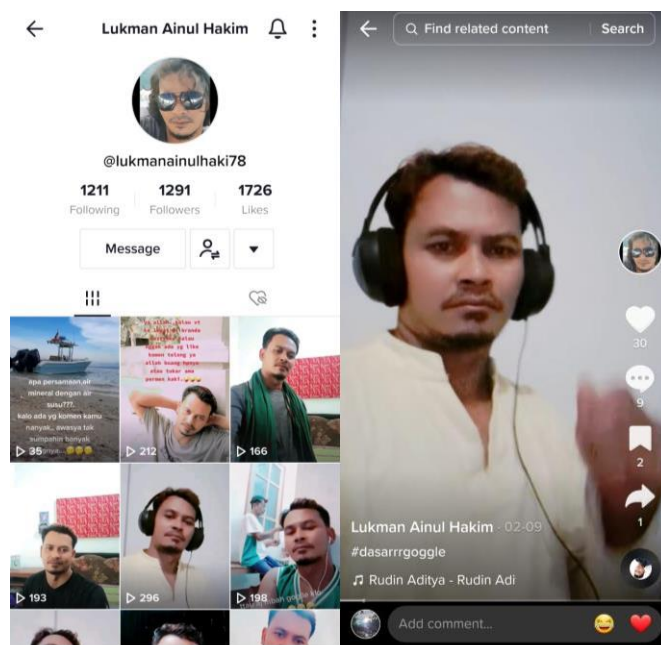 Lukman Ainul Hakim
@lukmanainulhaki78
1211
Following
1291
Followers
1726
Likes
Message
apa persamaan,air
mineral dengan air
susu???.
kalo ada yg komen kamu
nanyak,, awasya tak
sumpahin banyak
35
212
166
193
296
198
Find related content
Search
30
9
2
1
Lukman Ainul Hakim · 02-09
#dasarrrgoggle
Rudin Aditya - Rudin Adi
Add comment...